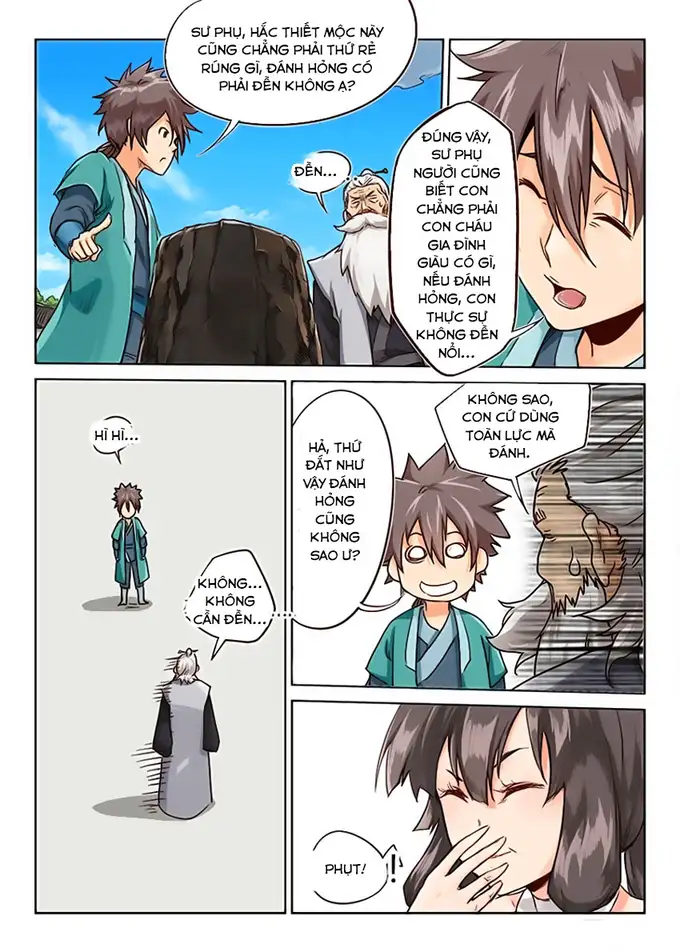 SƯ PHỤ, HẮC THIẾT MỘC NÀY
CŨNG CHẲNG PHẢI THỨ RẺ
RÚNG GÌ, ĐÁNH HỎNG CÓ
PHẢI ĐỀN KHÔNG Ạ?
ĐỀN...
ĐÚNG VẬY,
SƯ PHỤ
NGƯỜI CŨNG
BIẾT CON
CHẲNG PHẢI
CON CHÁU
GIA ĐÌNH
GIÀU CÓ GÌ,
NẾU ĐÁNH
HỎNG, CON
THỰC SỰ
KHÔNG ĐỀN
NỔI...
HÌ HÌ...
KHÔNG...
KHÔNG
CẦN ĐỀN...
KHÔNG SAO,
CON CỨ DÙNG
TOÀN LỰC MÀ
ĐÁNH.
HẢ, THỨ
ĐẮT NHƯ
VẬY ĐÁNH
HỎNG
CŨNG
KHÔNG
SAO Ư?
PHỤT!
!